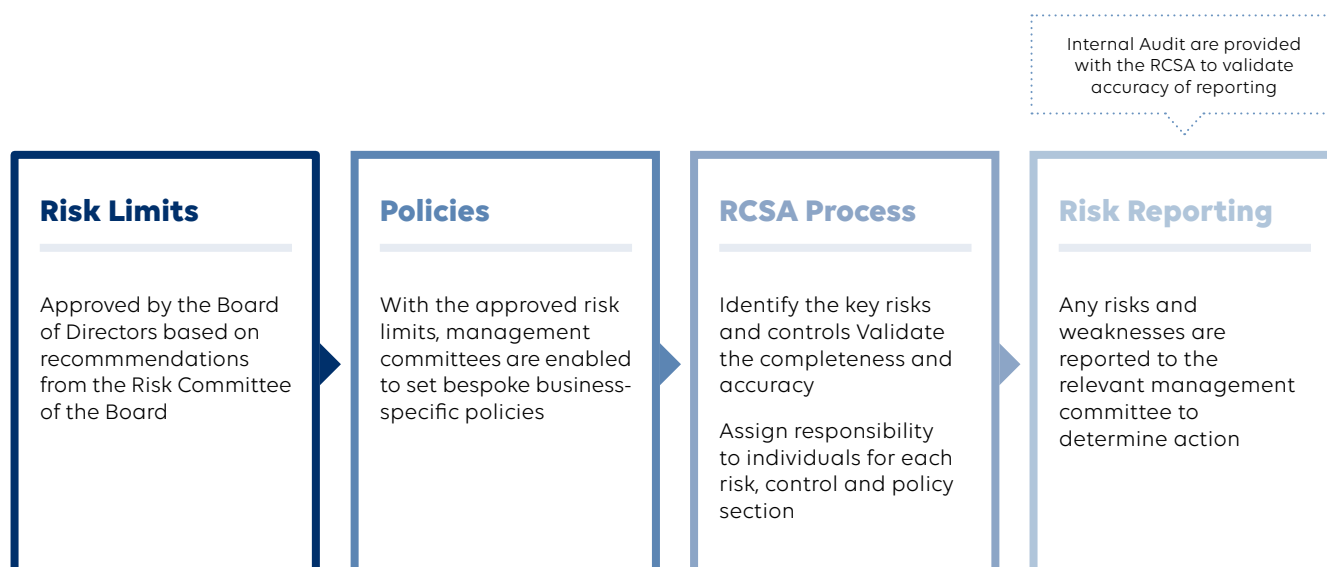 Internal Audit are provided
with the RCSA to validate
accuracy of reporting
Risk Limits
Approved by the Board
of Directors based on
recommmendations
from the Risk Committee
of the Board
Policies
With the approved risk
limits, management
committees are enabled
to set bespoke business-
specific policies
RCSA Process
Identify the key risks
and controls Validate
the completeness and
accuracy
Assign responsibility
to individuals for each
risk, control and policy
section
Risk Reporting
Any risks and
weaknesses are
reported to the
relevant management
committee to
determine action